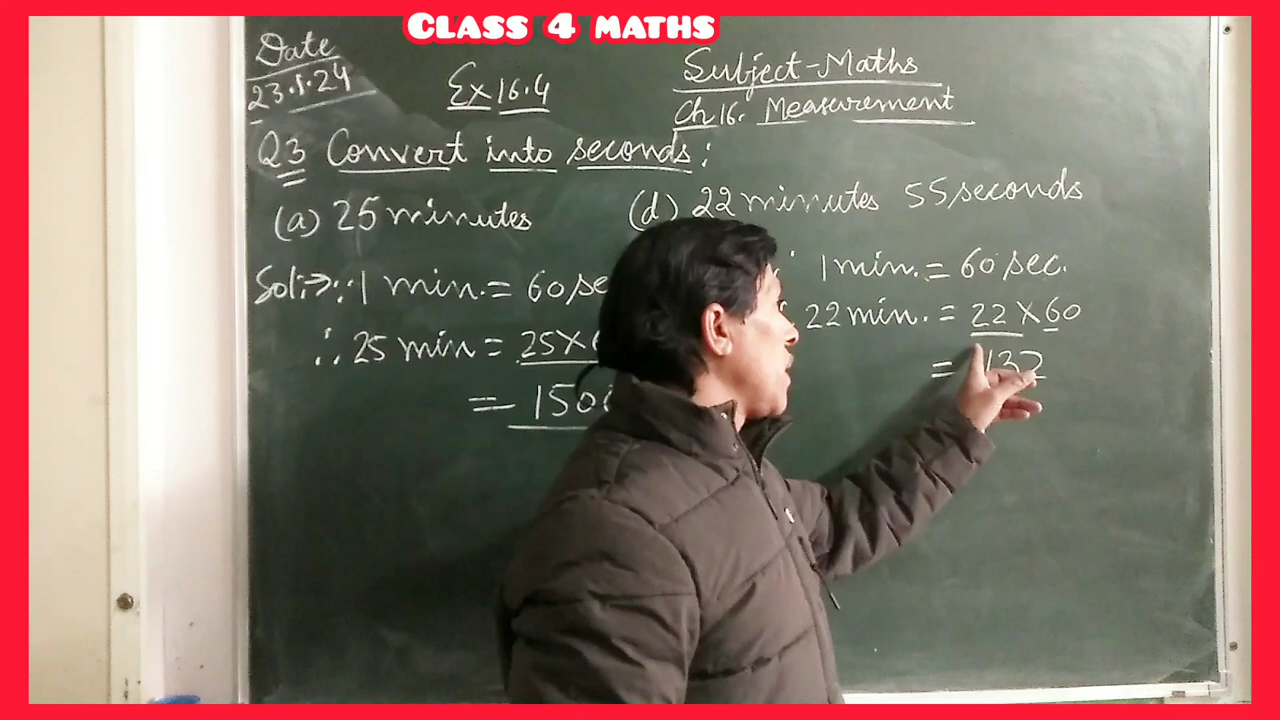 CLASS 4 MATHS
Date
23.1.24
Ex 16.4
Subject-Maths
Ch 16. Measurement
Q3 Convert into seconds:
(a) 25 minutes
Sol:⇒ ∵ 1 min. = 60 se
∴ 25 min = 25×6
= 150
(d) 22 minutes 55 seconds
1 min. = 60 sec.
22 min. = 22×60
= 132